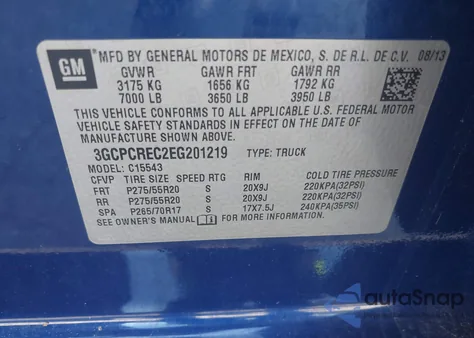 GM
MFD BY GENERAL MOTORS DE MEXICO, S. DE R.L. DE C.V. 08/13
GVWR GAWR FRT GAWR RR
3175 KG 1656 KG 1792 KG
7000 LB 3650 LB 3950 LB
THIS VEHICLE CONFORMS TO ALL APPLICABLE U.S. FEDERAL MOTOR
VEHICLE SAFETY AND THEFT PREVENTION STANDARDS IN EFFECT ON THE DATE OF
MANUFACTURE SHOWN ABOVE.
3GCPCREC2EG201219 TYPE: TRUCK
MODEL: C15543
CFVP TIRE SIZE SPEED RTG RIM COLD TIRE PRESSURE
FRT P275/55R20 S 20X9J 220KPA(32PSI)
RR P275/55R20 S 20X9J 220KPA(32PSI)
SPA P265/70R17 S 17X7.5J 240KPA(35PSI)
SEE OWNER'S MANUAL FOR MORE INFORMATION.
autoSnap